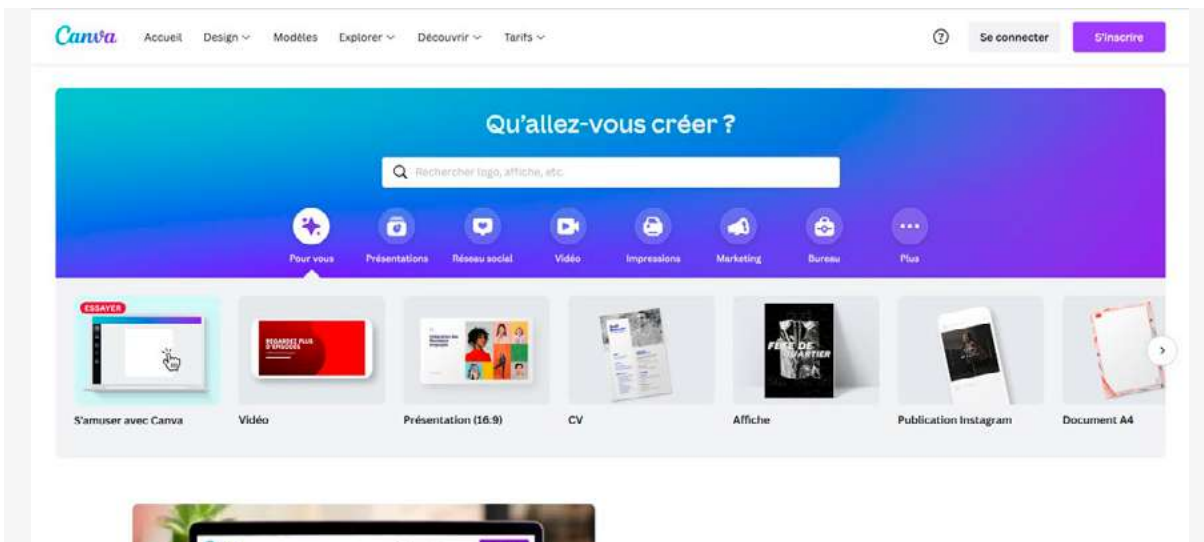 Canva Accueil Design Modèles Explorer Découvrir Tarifs ? Se connecter S'inscrire
Qu'allez-vous créer ?
Rechercher logo, affiche, etc.
Pour vous Présentations Réseau social Vidéo Impressions Marketing Bureau Plus
ESSAYER
REGARDEZ PLUS
D'ÉPISODES
FÊTE DE
QUARTIER
S'amuser avec Canva Vidéo Présentation (16:9) CV Affiche Publication Instagram Document A4